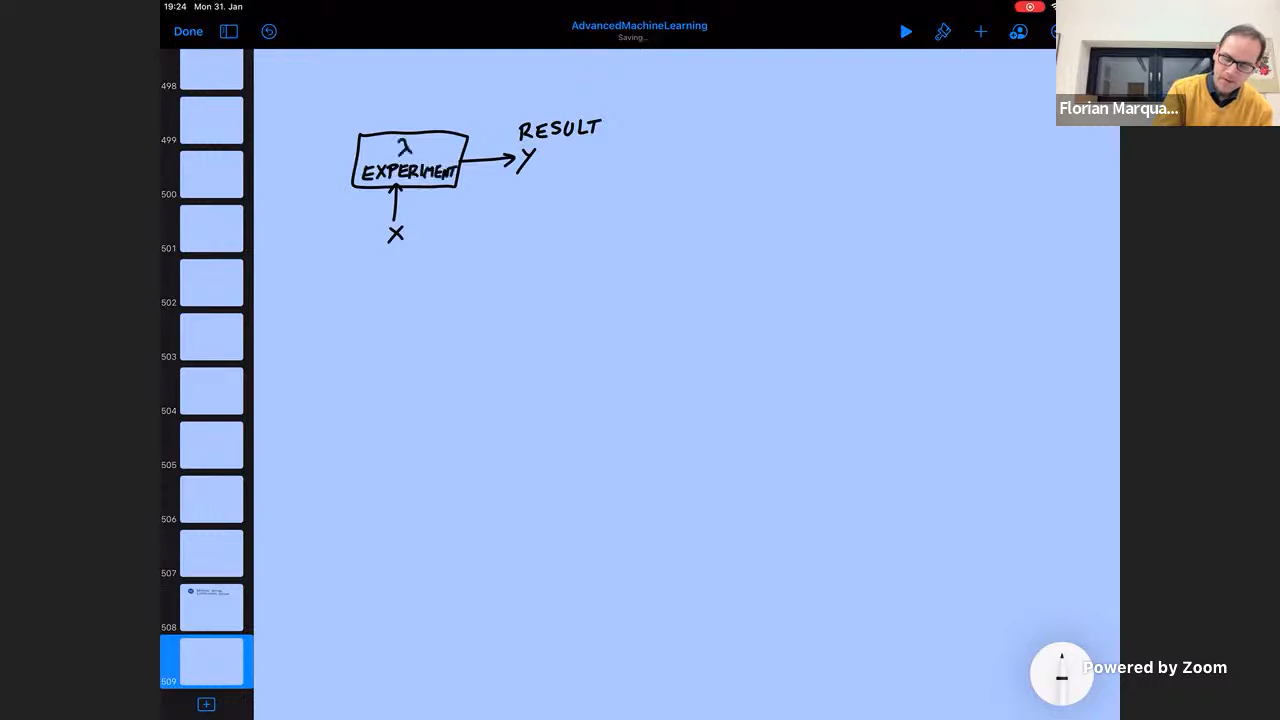 19:24 Mon 31. Jan
Done
AdvancedMachineLearning
Saving...
498
499
500
501
502
503
504
505
506
507
508
509
λ
EXPERIMENT
RESULT
Y
X
Florian Marqua...
Powered by Zoom